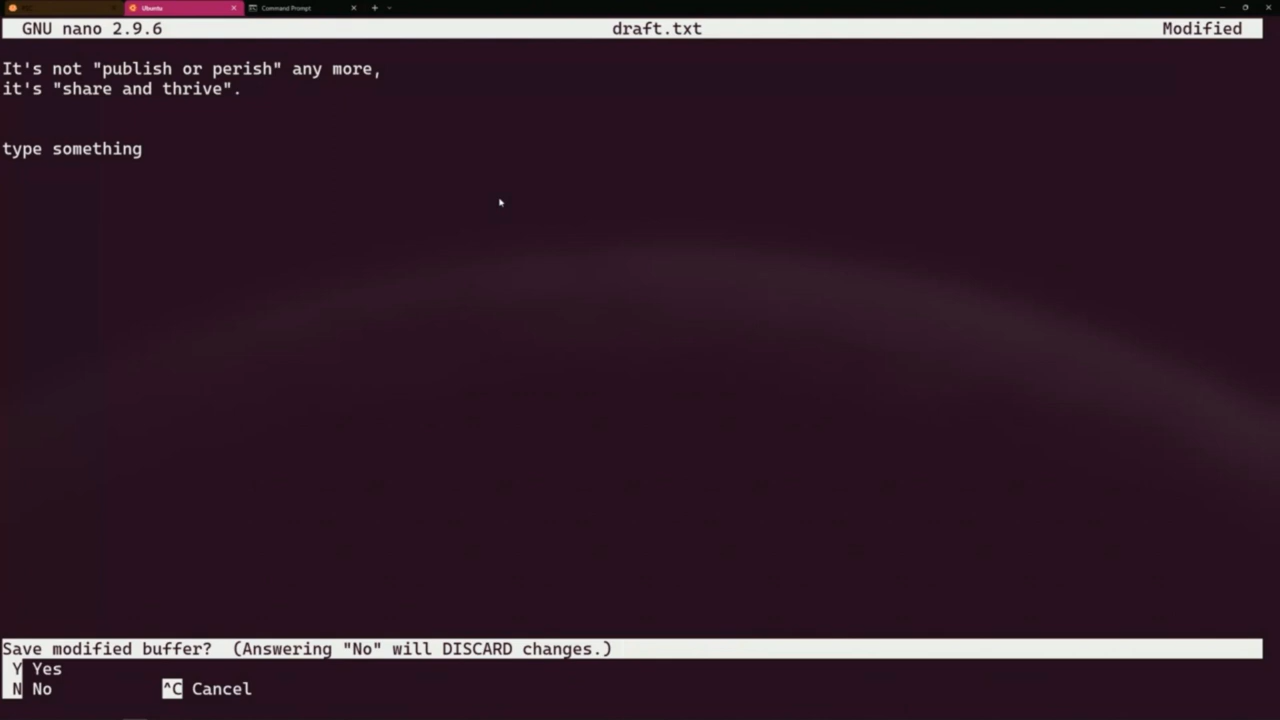 Ubuntu
Command Prompt
GNU nano 2.9.6 draft.txt Modified
It's not "publish or perish" any more,
it's "share and thrive".
type something
Save modified buffer? (Answering "No" will DISCARD changes.)
Y Yes
N No ^C Cancel